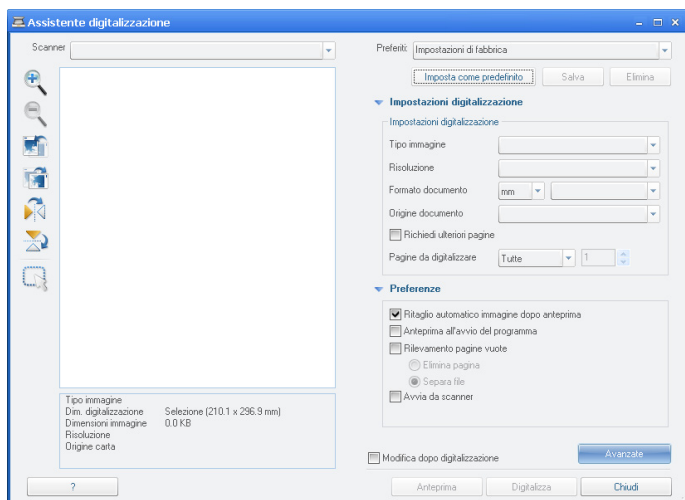 Assistente digitalizzazione
Scanner
Preferiti: Impostazioni di fabbrica
Imposta come predefinito Salva Elimina
Impostazioni digitalizzazione
Impostazioni digitalizzazione
Tipo immagine
Risoluzione
Formato documento mm
Origine documento
Richiedi ulteriori pagine
Pagine da digitalizzare Tutte 1
Preferenze
Ritaglio automatico immagine dopo anteprima
Anteprima all'avvio del programma
Rilevamento pagine vuote
Elimina pagina
Separa file
Avvia da scanner
Tipo immagine
Dim. digitalizzazione Selezione (210.1 x 296.9 mm)
Dimensioni immagine 0.0 KB
Risoluzione
Origine carta
Modifica dopo digitalizzazione Avanzate
? Anteprima Digitalizza Chiudi